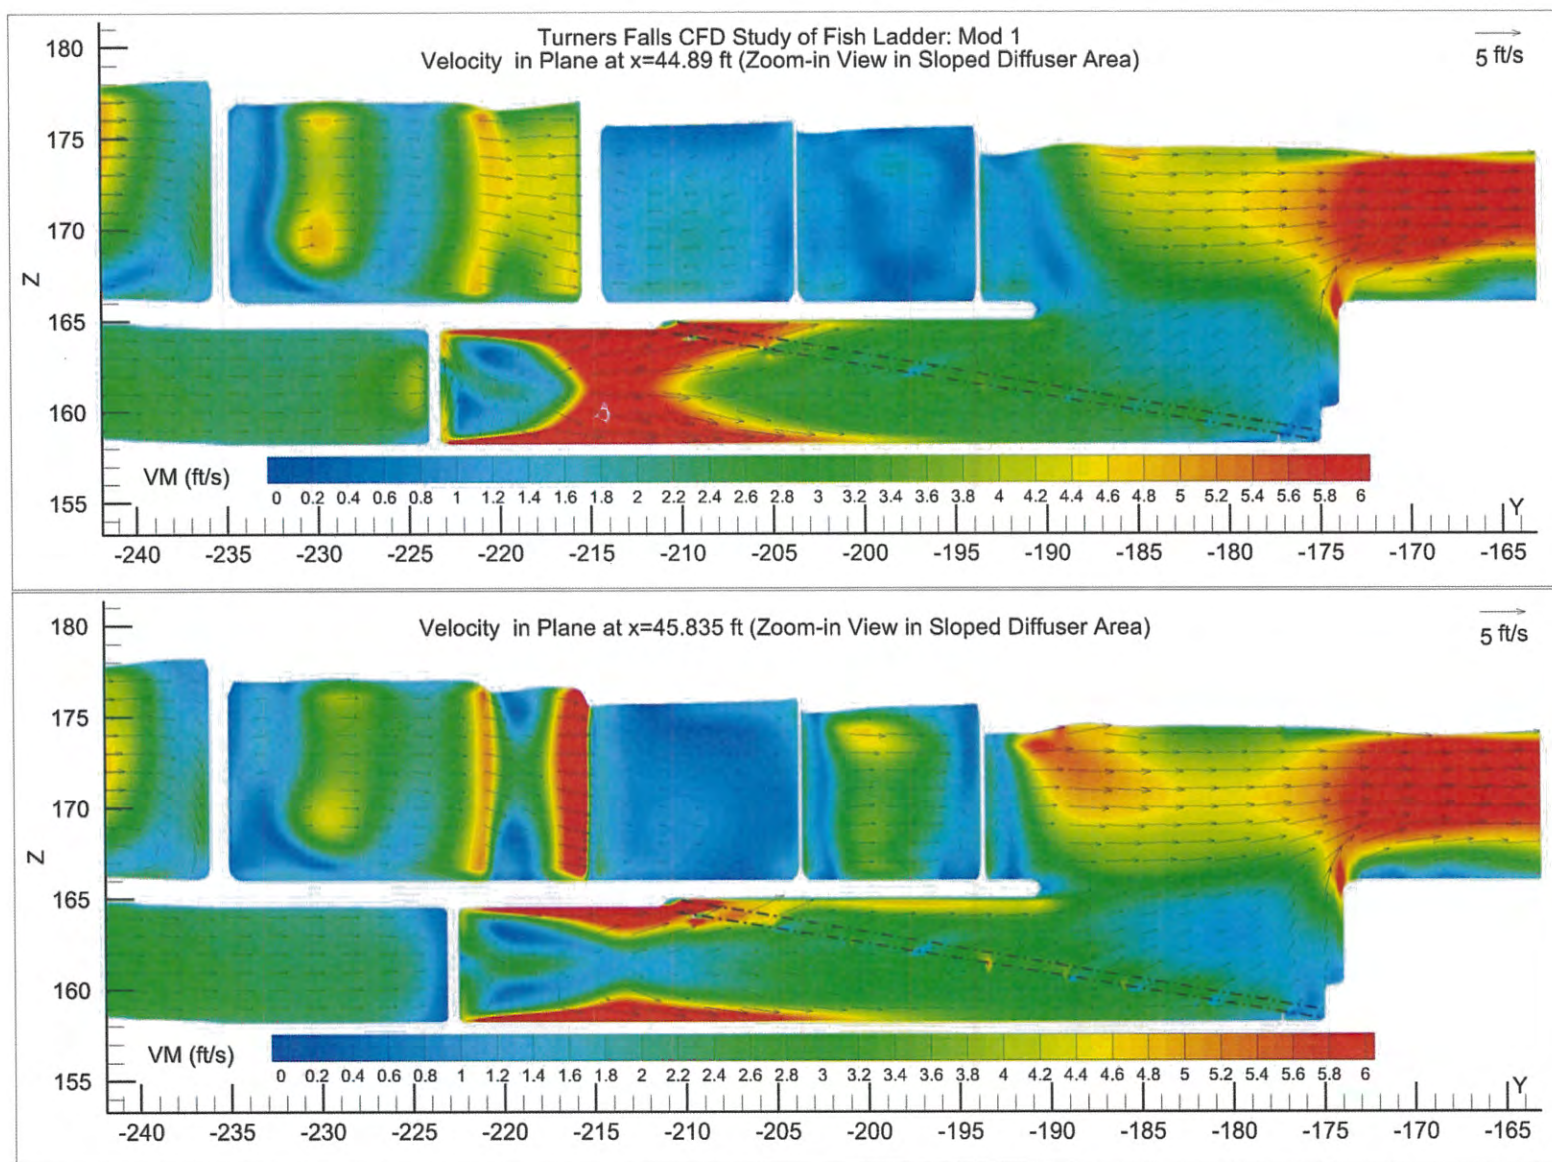 Turners Falls CFD Study of Fish Ladder: Mod 1
Velocity in Plane at x=44.89 ft (Zoom-in View in Sloped Diffuser Area)
5 ft/s
180
175
170
Z
165
160
155
VM (ft/s)
0 0.2 0.4 0.6 0.8 1 1.2 1.4 1.6 1.8 2 2.2 2.4 2.6 2.8 3 3.2 3.4 3.6 3.8 4 4.2 4.4 4.6 4.8 5 5.2 5.4 5.6 5.8 6
Y
-240 -235 -230 -225 -220 -215 -210 -205 -200 -195 -190 -185 -180 -175 -170 -165
Velocity in Plane at x=45.835 ft (Zoom-in View in Sloped Diffuser Area)
5 ft/s
180
175
170
Z
165
160
155
VM (ft/s)
0 0.2 0.4 0.6 0.8 1 1.2 1.4 1.6 1.8 2 2.2 2.4 2.6 2.8 3 3.2 3.4 3.6 3.8 4 4.2 4.4 4.6 4.8 5 5.2 5.4 5.6 5.8 6
Y
-240 -235 -230 -225 -220 -215 -210 -205 -200 -195 -190 -185 -180 -175 -170 -165